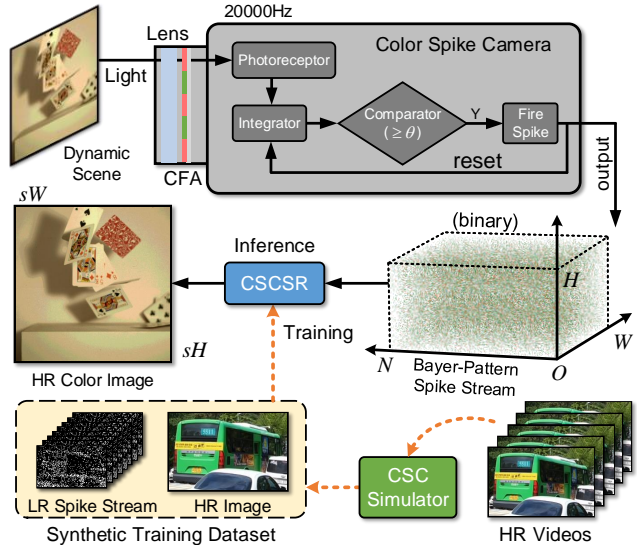 20000Hz
Lens
Color Spike Camera
Light
Photoreceptor
Integrator
Comparator
(≥ θ)
Y
Fire
Spike
reset
Dynamic
Scene
CFA
output
sW
(binary)
Inference
CSCSR
H
Training
W
sH
N
Bayer-Pattern
Spike Stream
O
HR Color Image
LR Spike Stream
HR Image
CSC
Simulator
Synthetic Training Dataset
HR Videos